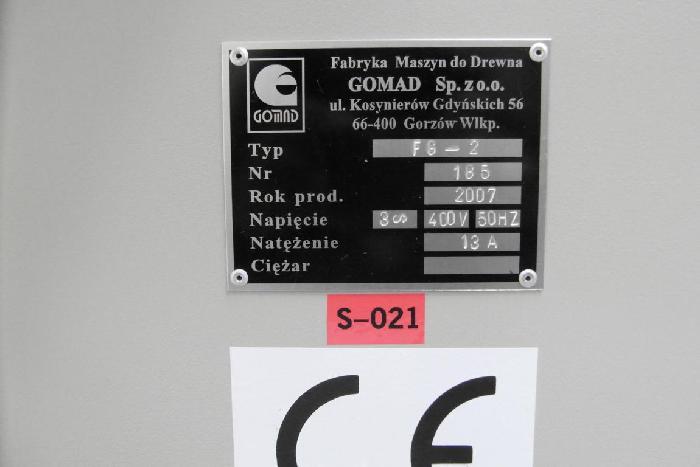 GOMAD
Fabryka Maszyn do Drewna
GOMAD Sp. z o.o.
ul. Kosynierów Gdyńskich 56
66-400 Gorzów Wlkp.
Typ FS - 2
Nr 185
Rok prod. 2007
Napięcie 3∾ 400V 50HZ
Natężenie 13 A
Ciężar
S-021
CE